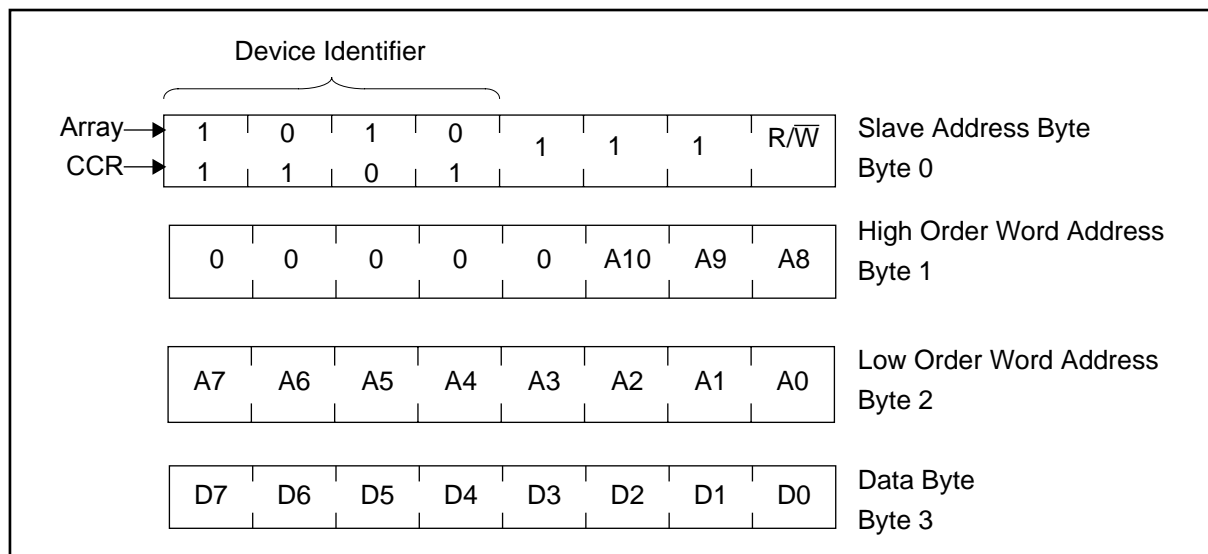 Device Identifier
Array 1 0 1 0 1 1 1 R/W̅ Slave Address Byte
CCR 1 1 0 1 Byte 0
High Order Word Address
0 0 0 0 0 A10 A9 A8 Byte 1
Low Order Word Address
A7 A6 A5 A4 A3 A2 A1 A0 Byte 2
Data Byte
D7 D6 D5 D4 D3 D2 D1 D0 Byte 3